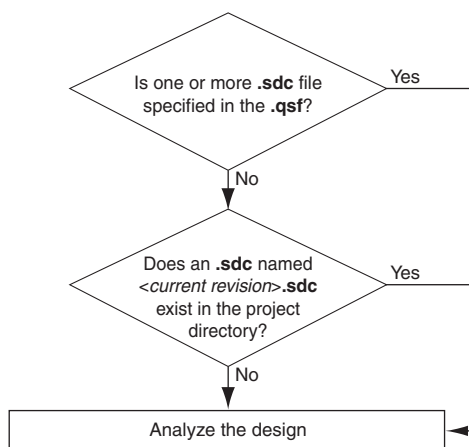 Is one or more .sdc file
specified in the .qsf?
Yes
No
Does an .sdc named
<current revision>.sdc
exist in the project
directory?
Yes
No
Analyze the design